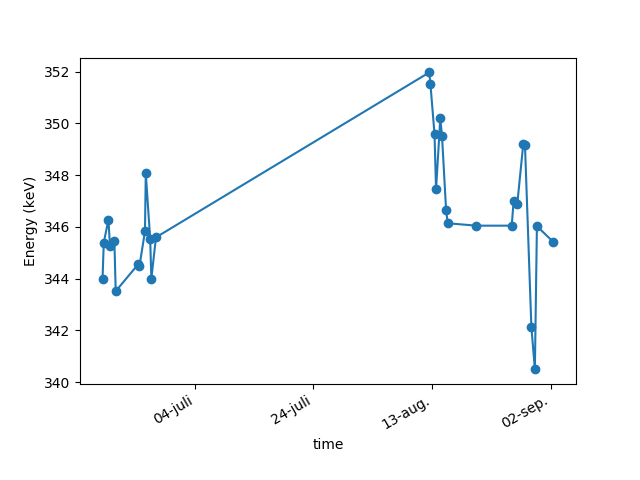 352
350
348
346
344
342
340
Energy (keV)
04-juli
24-juli
13-aug.
02-sep.
time